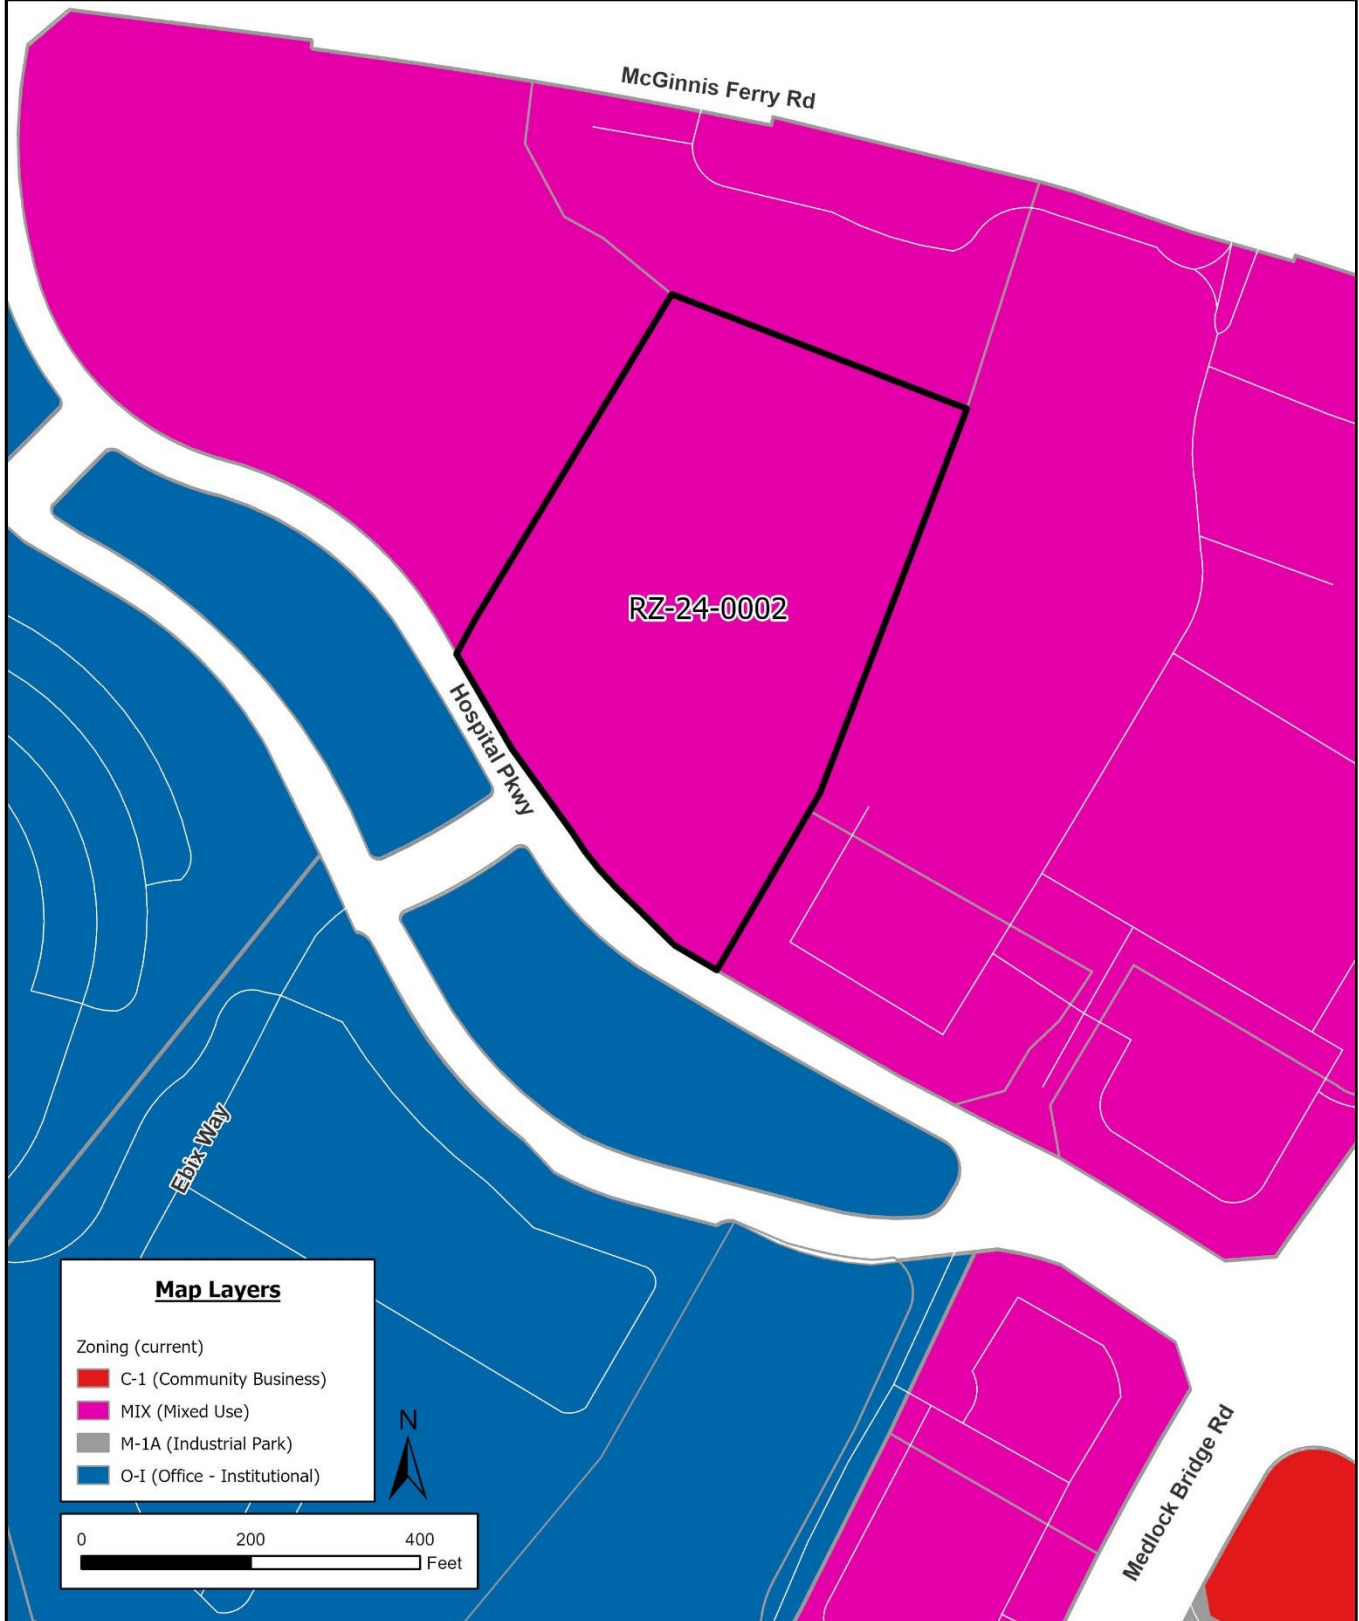 McGinnis Ferry Rd
RZ-24-0002
Hospital Pkwy
Ebix Way
Medlock Bridge Rd
Map Layers
Zoning (current)
C-1 (Community Business)
MIX (Mixed Use)
M-1A (Industrial Park)
O-I (Office - Institutional)
N
0 200 400
Feet